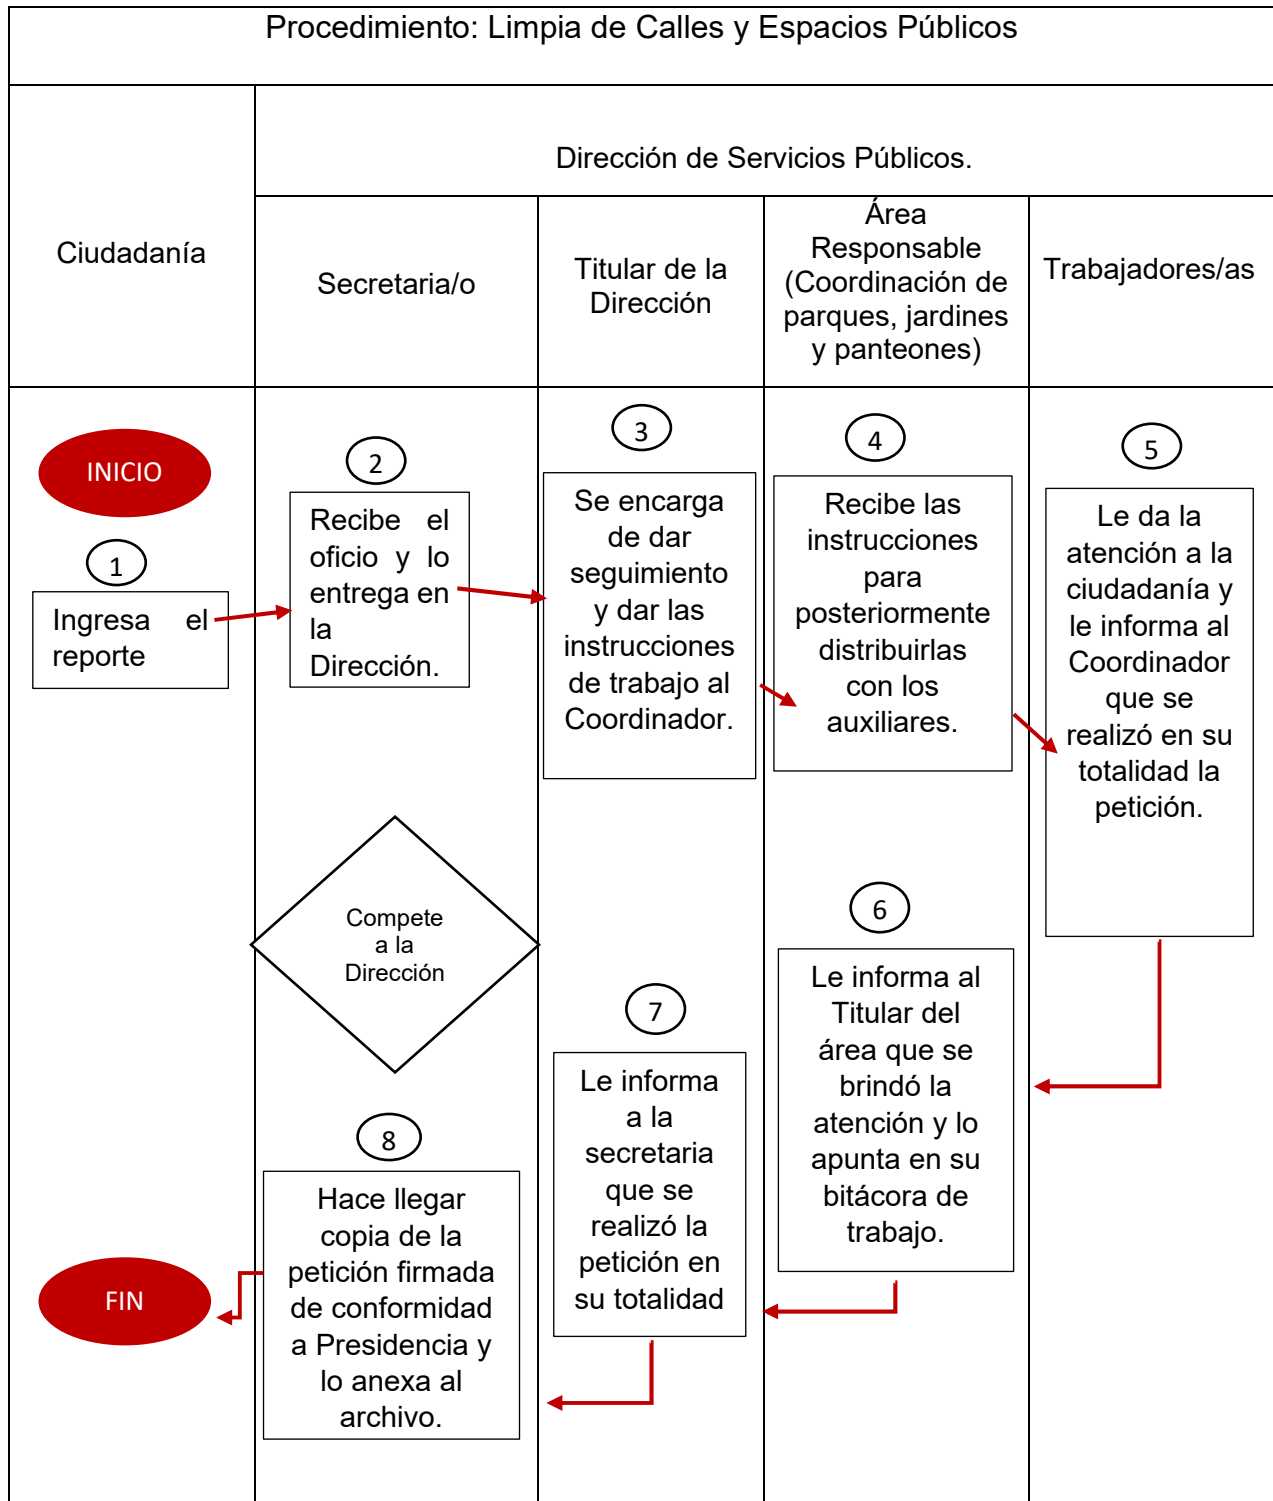 Procedimiento: Limpia de Calles y Espacios Públicos
Ciudadanía
Dirección de Servicios Públicos.
Secretaria/o
Titular de la
Dirección
Área
Responsable
(Coordinación de
parques, jardines
y panteones)
Trabajadores/as
INICIO
1
Ingresa el
reporte
2
Recibe el
oficio y lo
entrega en
la
Dirección.
3
Se encarga
de dar
seguimiento
y dar las
instrucciones
de trabajo al
Coordinador.
4
Recibe las
instrucciones
para
posteriormente
distribuirlas
con los
auxiliares.
5
Le da la
atención a la
ciudadanía y
le informa al
Coordinador
que se
realizó en su
totalidad la
petición.
Compete
a la
Dirección
6
Le informa al
Titular del
área que se
brindó la
atención y lo
apunta en su
bitácora de
trabajo.
7
Le informa
a la
secretaria
que se
realizó la
petición en
su totalidad
8
Hace llegar
copia de la
petición firmada
de conformidad
a Presidencia y
lo anexa al
archivo.
FIN